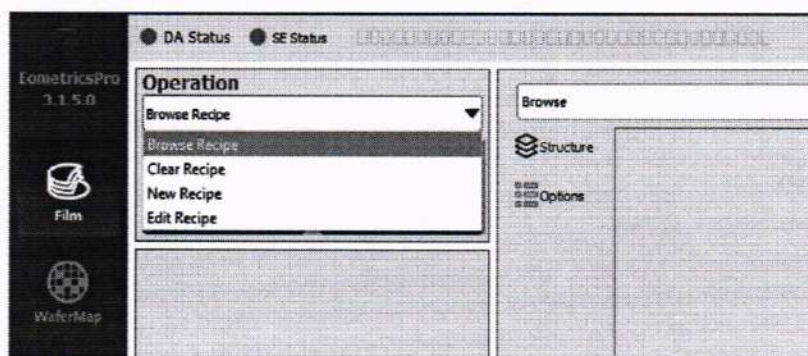 DA Status
SE Status
EometricsPro
3.1.5.0
Operation
Browse Recipe
Browse Recipe
Clear Recipe
New Recipe
Edit Recipe
Browse
Structure
Options
Film
WaferMap